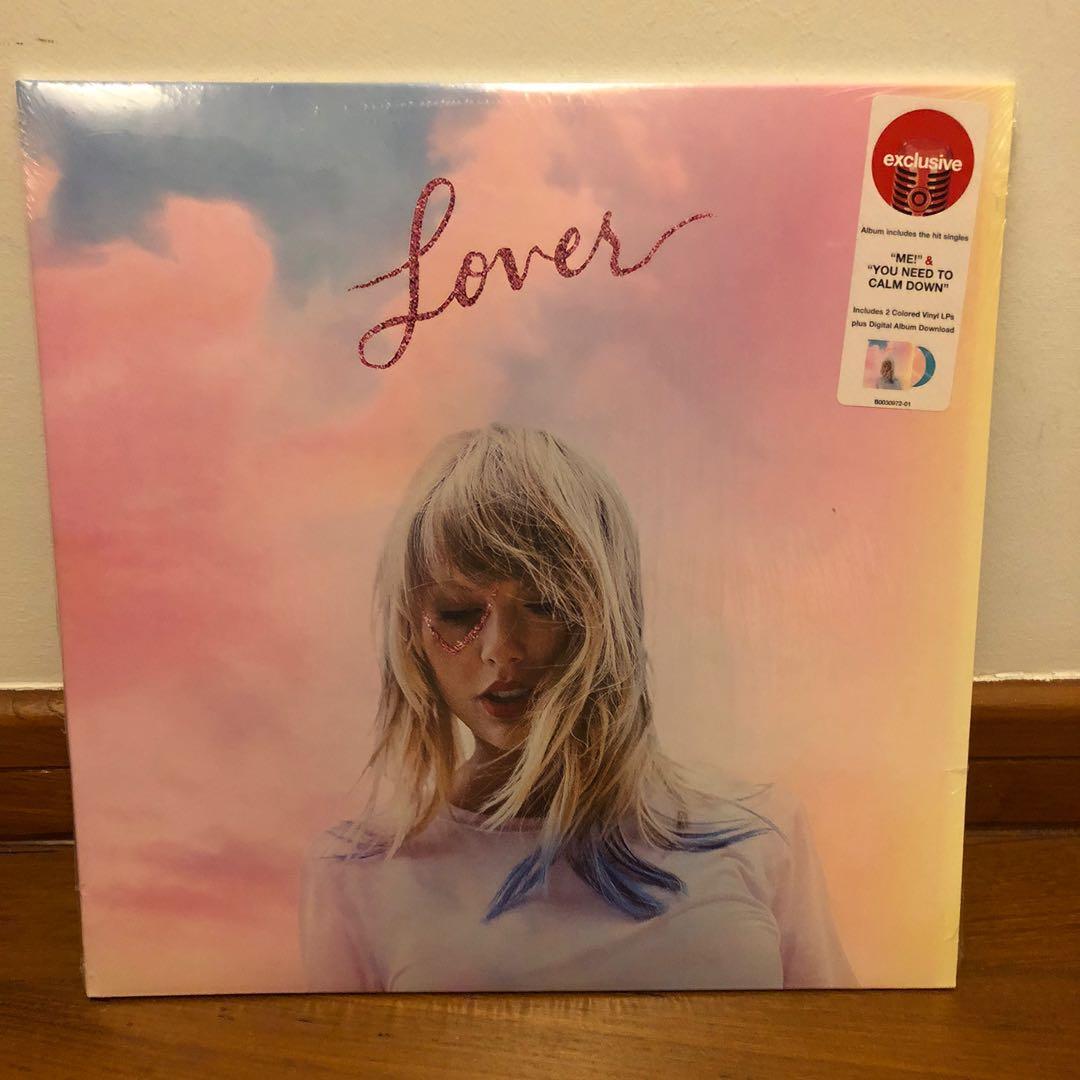 Lover
exclusive
Album includes the hit singles
"ME!" &
"YOU NEED TO
CALM DOWN"
Includes 2 Colored Vinyl LPs
plus Digital Album Download
B0030972-01